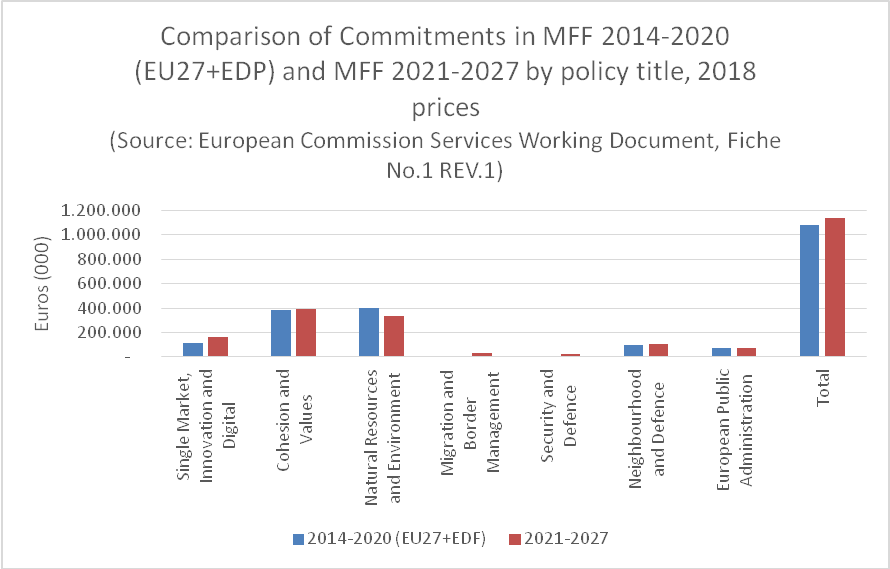 Comparison of Commitments in MFF 2014-2020
(EU27+EDP) and MFF 2021-2027 by policy title, 2018
prices
(Source: European Commission Services Working Document, Fiche
No.1 REV.1)
Euros (000)
1.200.000
1.000.000
800.000
600.000
400.000
200.000
-
Single Market,
Innovation and
Digital
Cohesion and
Values
Natural Resources
and Environment
Migration and
Border
Management
Security and
Defence
Neighbourhood
and Defence
European Public
Administration
Total
2014-2020 (EU27+EDF)
2021-2027